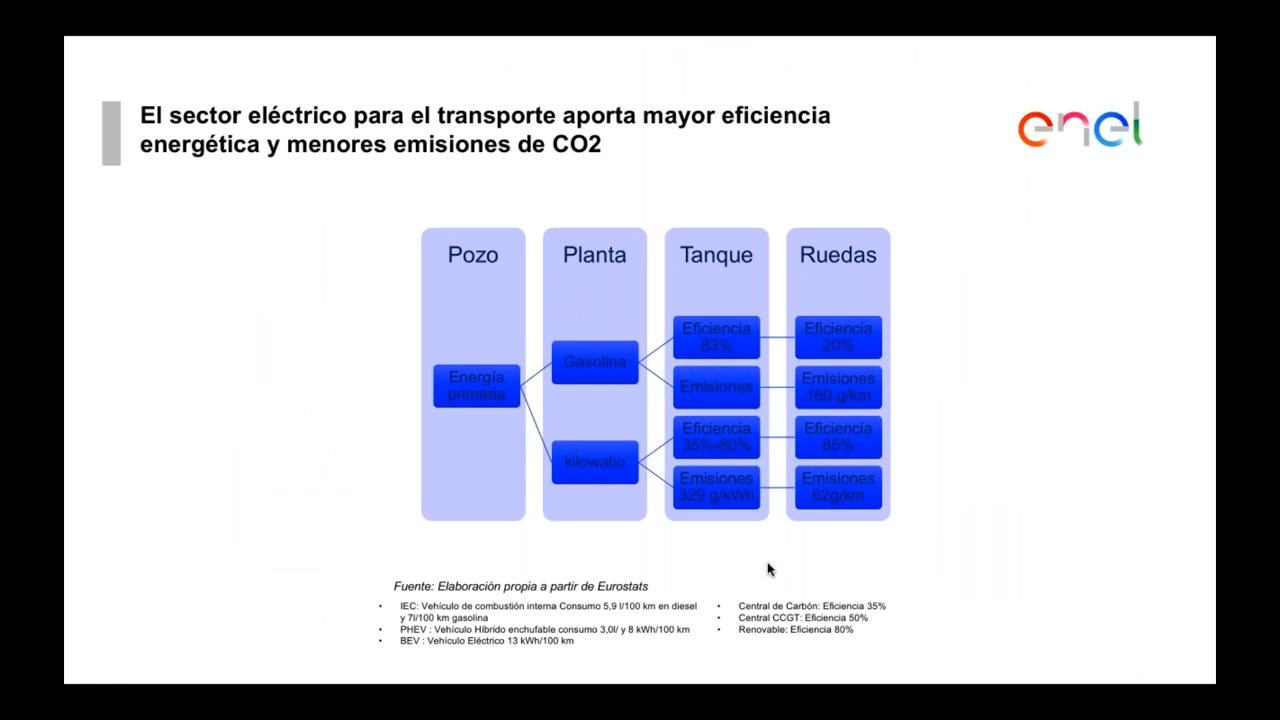 El sector eléctrico para el transporte aporta mayor eficiencia
energética y menores emisiones de CO2
enel
Pozo
Planta
Tanque
Ruedas
Energía
primaria
Gasolina
kilowatio
Eficiencia
83%
Emisiones
Eficiencia
35%-80%
Emisiones
329 g/kWh
Eficiencia
20%
Emisiones
160 g/km
Eficiencia
85%
Emisiones
62g/km
Fuente: Elaboración propia a partir de Eurostats
• IEC: Vehículo de combustión interna Consumo 5,9 l/100 km en diesel
y 7l/100 km gasolina
• PHEV : Vehículo Híbrido enchufable consumo 3,0l/ y 8 kWh/100 km
• BEV : Vehículo Eléctrico 13 kWh/100 km
• Central de Carbón: Eficiencia 35%
• Central CCGT: Eficiencia 50%
• Renovable: Eficiencia 80%